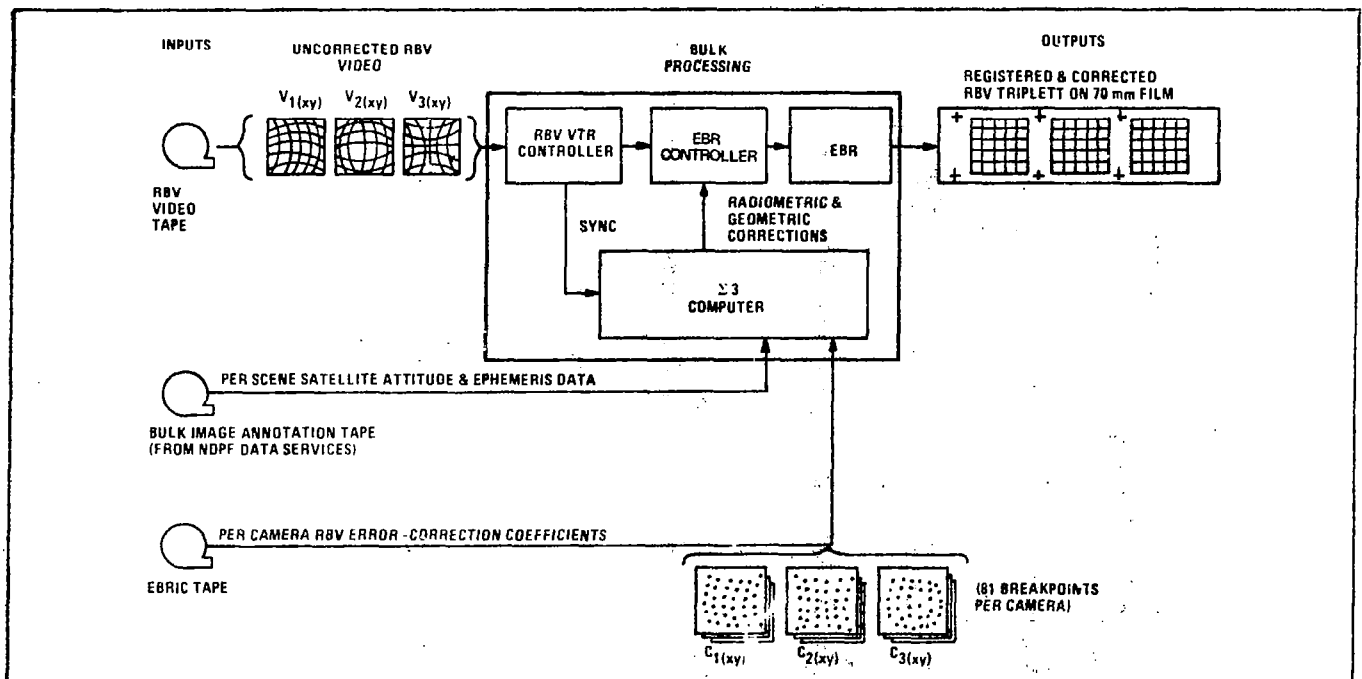 INPUTS
UNCORRECTED RBV
VIDEO
BULK
PROCESSING
OUTPUTS
REGISTERED & CORRECTED
RBV TRIPLETT ON 70 mm FILM
V1(xy) V2(xy) V3(xy)
RBV
VIDEO
TAPE
RBV VTR
CONTROLLER
EBR
CONTROLLER
EBR
SYNC
RADIOMETRIC &
GEOMETRIC
CORRECTIONS
Σ3
COMPUTER
PER SCENE SATELLITE ATTITUDE & EPHEMERIS DATA
BULK IMAGE ANNOTATION TAPE
(FROM NDPF DATA SERVICES)
PER CAMERA RBV ERROR-CORRECTION COEFFICIENTS
EBRIC TAPE
(81 BREAKPOINTS
PER CAMERA)
C1(xy) C2(xy) C3(xy)